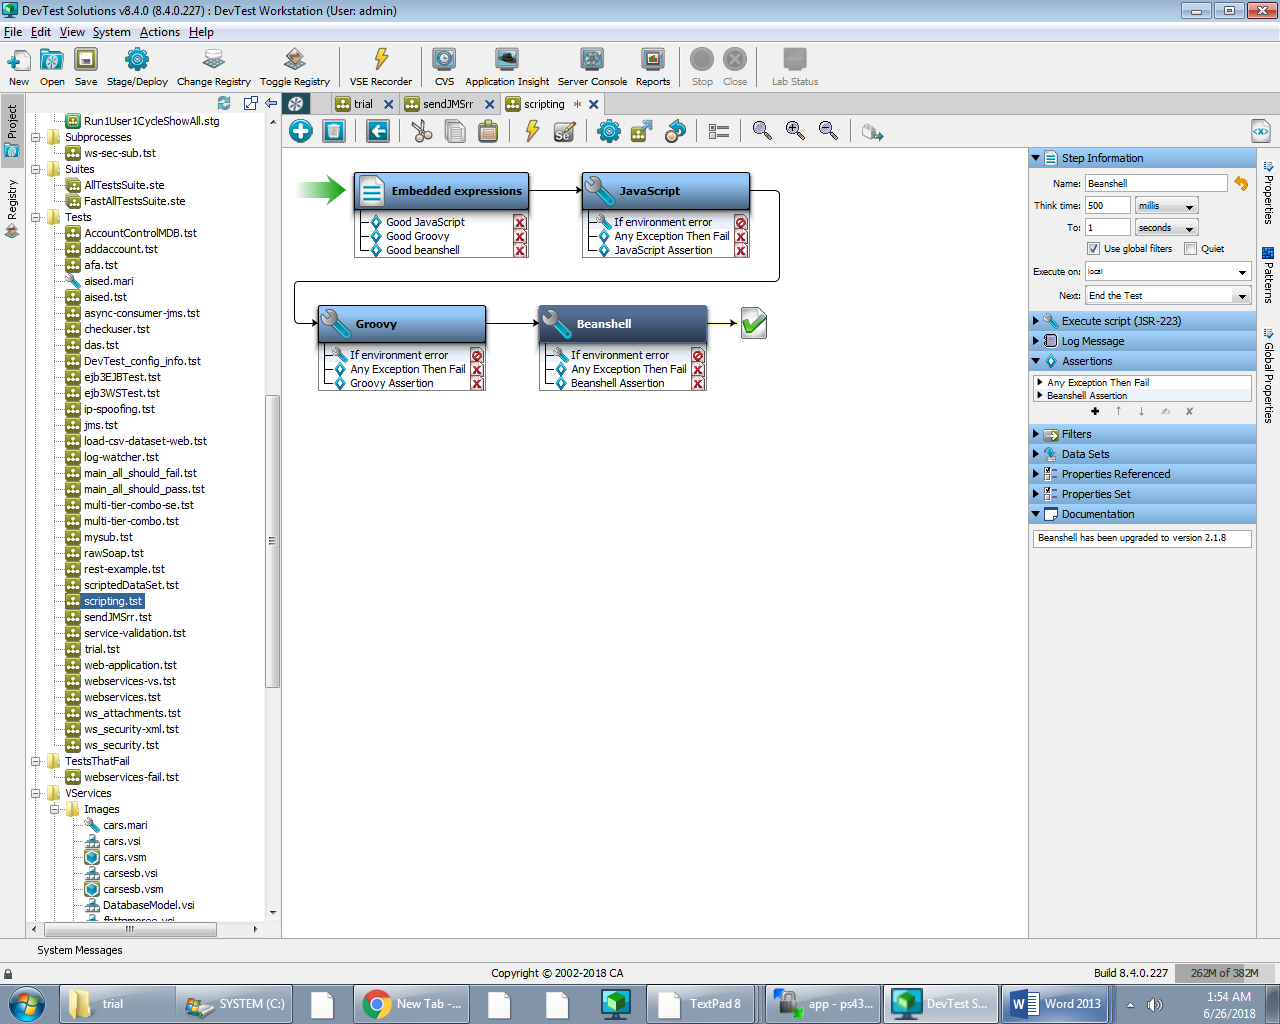 DevTest Solutions v8.4.0 (8.4.0.227) : DevTest Workstation (User: admin)
File Edit View System Actions Help
New Open Save Stage/Deploy Change Registry Toggle Registry VSE Recorder CVS Application Insight Server Console Reports Stop Close Lab Status
Project
Registry
Run1User1CycleShowAll.stg
Subprocesses
ws-sec-sub.tst
Suites
AllTestsSuite.ste
FastAllTestsSuite.ste
Tests
AccountControlMDB.tst
addaccount.tst
afa.tst
aised.mari
aised.tst
async-consumer-jms.tst
checkuser.tst
das.tst
DevTest_config_info.tst
ejb3EJBTest.tst
ejb3WSTest.tst
ip-spoofing.tst
jms.tst
load-csv-dataset-web.tst
log-watcher.tst
main_all_should_fail.tst
main_all_should_pass.tst
multi-tier-combo-se.tst
multi-tier-combo.tst
mysub.tst
rawSoap.tst
rest-example.tst
scriptedDataSet.tst
scripting.tst
sendJMSrr.tst
service-validation.tst
trial.tst
web-application.tst
webservices-vs.tst
webservices.tst
ws_attachments.tst
ws_security-xml.tst
ws_security.tst
TestsThatFail
webservices-fail.tst
VServices
Images
cars.mari
cars.vsi
cars.vsm
carsesb.vsi
carsesb.vsm
DatabaseModel.vsi
trial sendJMSrr scripting
Se
Embedded expressions
Good JavaScript
Good Groovy
Good beanshell
JavaScript
If environment error
Any Exception Then Fail
JavaScript Assertion
Groovy
If environment error
Any Exception Then Fail
Groovy Assertion
Beanshell
If environment error
Any Exception Then Fail
Beanshell Assertion
Step Information
Name: Beanshell
Think time: 500 millis
To: 1 seconds
Use global filters Quiet
Execute on: local
Next: End the Test
Execute script (JSR-223)
Log Message
Assertions
Any Exception Then Fail
Beanshell Assertion
Filters
Data Sets
Properties Referenced
Properties Set
Documentation
Beanshell has been upgraded to version 2.1.8
Properties
Patterns
Global Properties
System Messages
Copyright © 2002-2018 CA
Build 8.4.0.227
262M of 382M
trial
SYSTEM (C:)
New Tab -...
TextPad 8
app - ps43...
DevTest S...
Word 2013
1:54 AM
6/26/2018